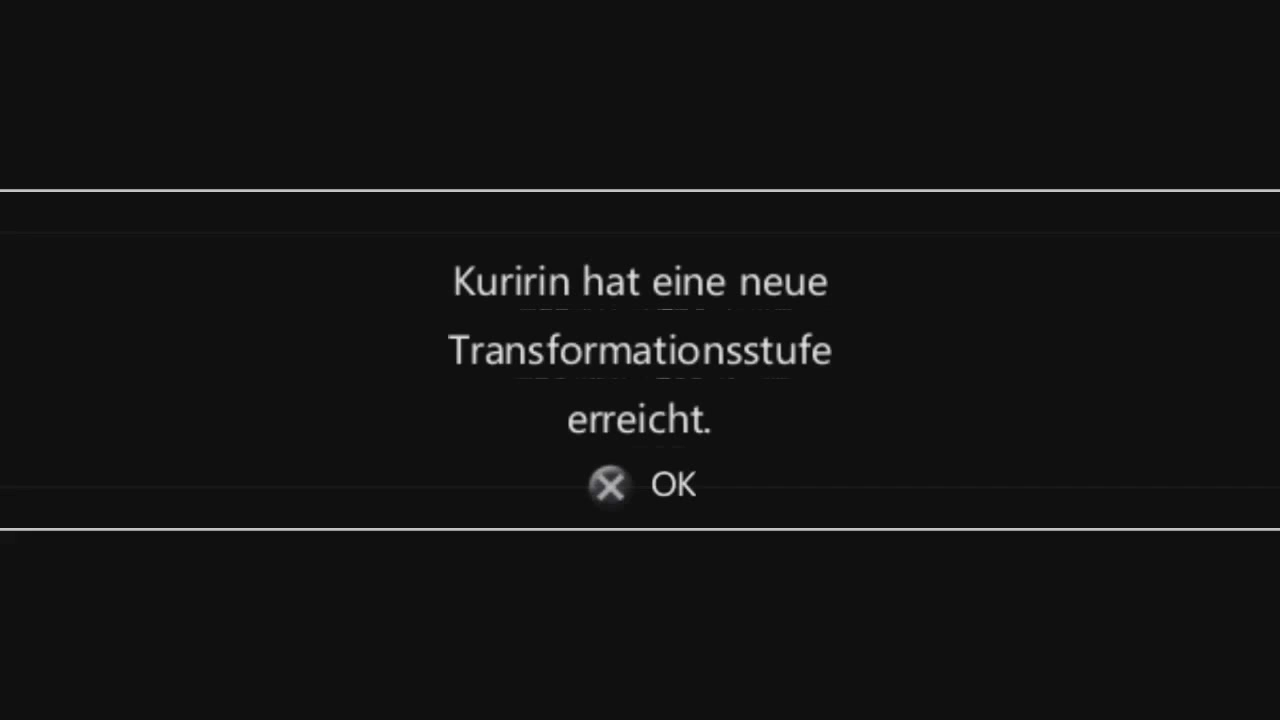 Kuririn hat eine neue
Transformationsstufe
erreicht.
OK